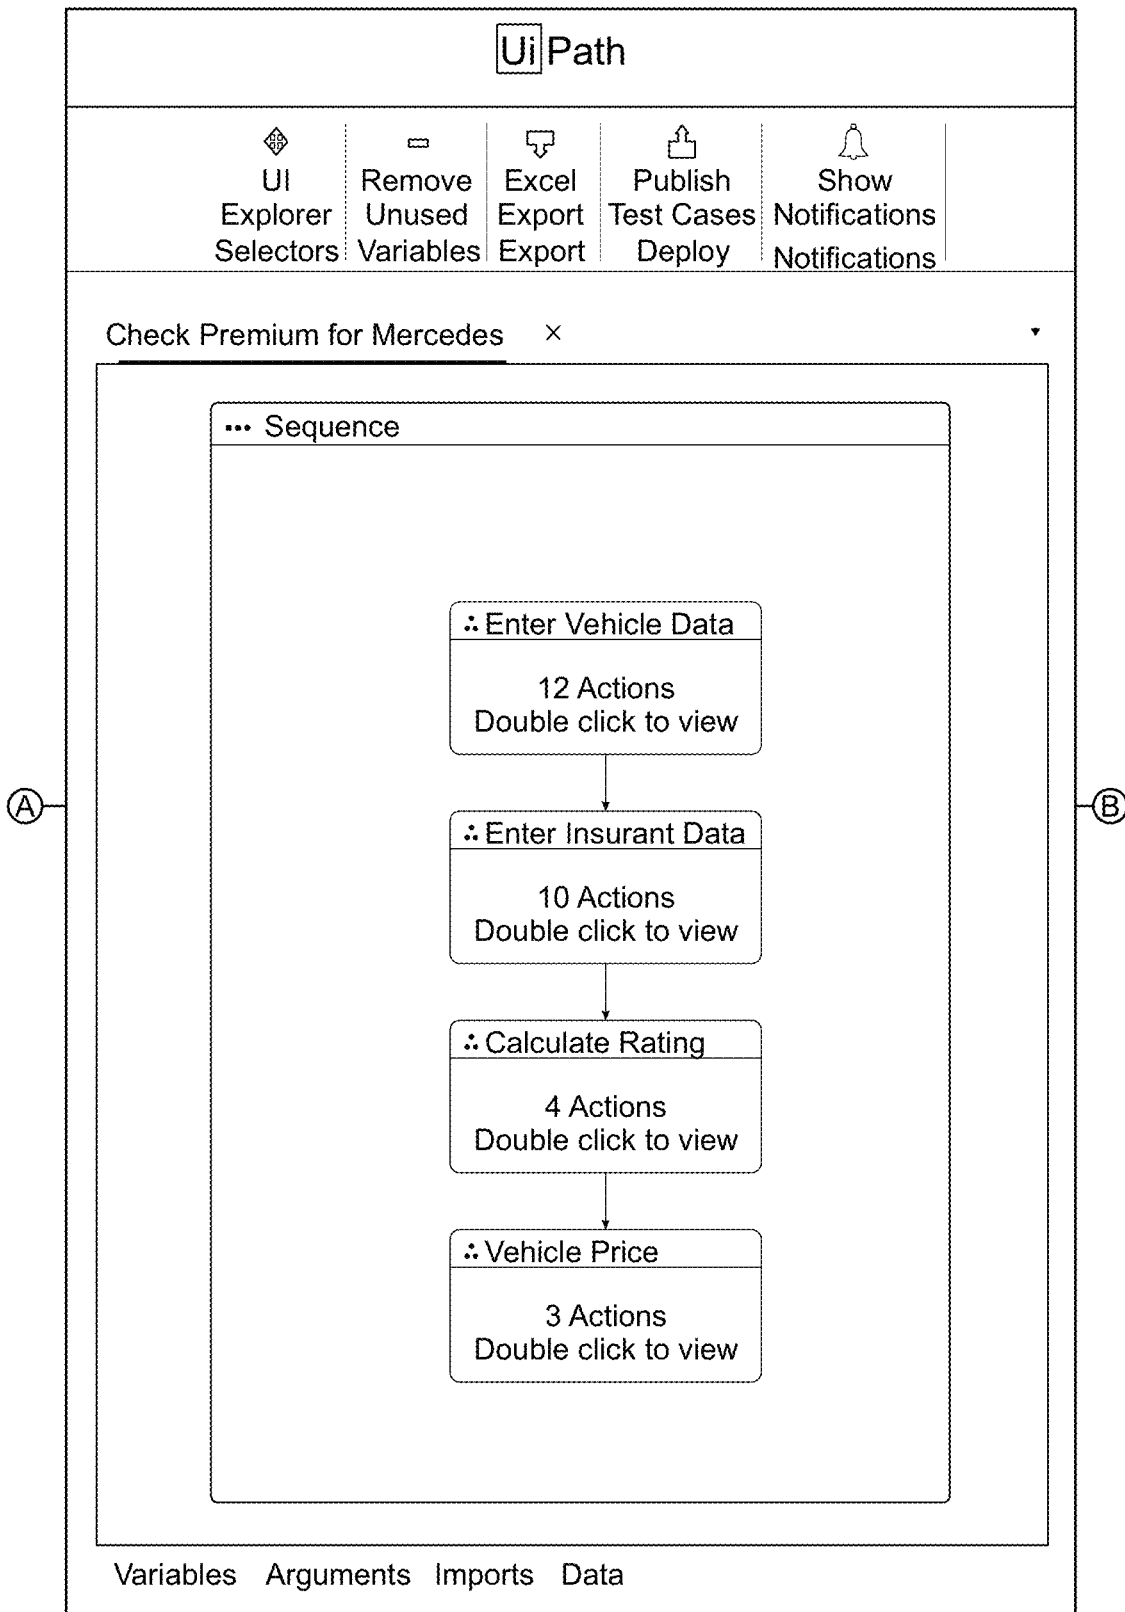 UiPath
UI Explorer Selectors
Remove Unused Variables
Excel Export Export
Publish Test Cases Deploy
Show Notifications Notifications
Check Premium for Mercedes ×
••• Sequence
Enter Vehicle Data
12 Actions
Double click to view
A
B
Enter Insurant Data
10 Actions
Double click to view
Calculate Rating
4 Actions
Double click to view
Vehicle Price
3 Actions
Double click to view
Variables Arguments Imports Data